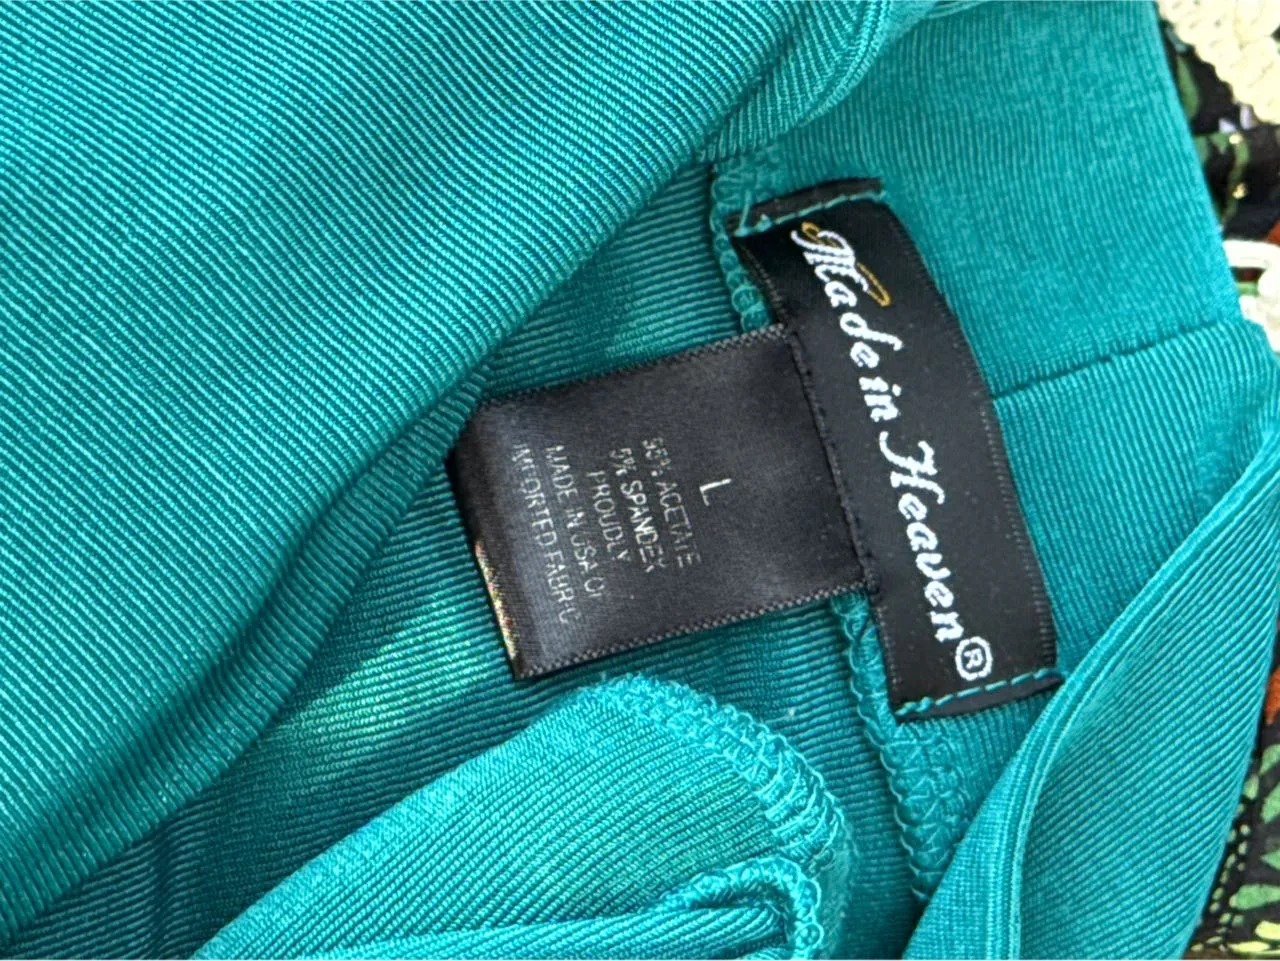 Made in Heaven®
L
95% ACETATE
5% SPANDEX
PROUDLY
MADE IN USA OF
IMPORTED FABRIC